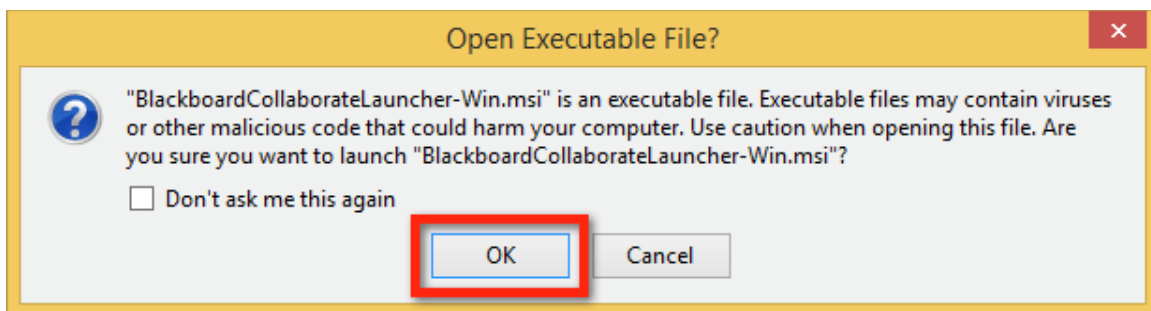 Open Executable File?
"BlackboardCollaborateLauncher-Win.msi" is an executable file. Executable files may contain viruses
or other malicious code that could harm your computer. Use caution when opening this file. Are
you sure you want to launch "BlackboardCollaborateLauncher-Win.msi"?
Don't ask me this again
OK Cancel